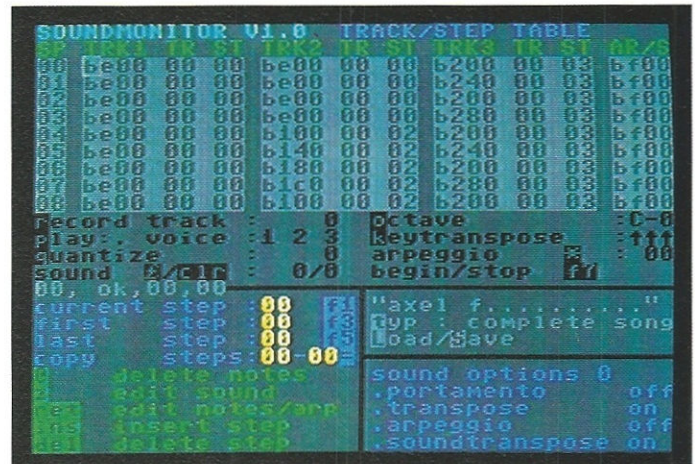 SOUNDMONITOR V1.0 TRACK/STEP TABLE
SP TRK1 TR ST TRK2 TR ST TRK3 TR ST AR/S
00 be00 00 00 be00 00 00 b200 00 03 bf00
01 be00 00 00 be00 00 00 b240 00 03 bf00
02 be00 00 00 be00 00 00 b200 00 03 bf00
03 be00 00 00 be00 00 00 b280 00 03 bf00
04 be00 00 00 b100 00 02 b200 00 03 bf00
05 be00 00 00 b140 00 02 b240 00 03 bf00
06 be00 00 00 b180 00 02 b200 00 03 bf00
07 be00 00 00 b1c0 00 02 b280 00 03 bf00
08 be00 00 00 b100 00 02 b200 00 03 bf00
record track : 0
play:. voice :1 2 3
quantize : 0
sound /clr : 0/0
octave :C-0
keytranspose :↑↑↑
arpeggio * : 00
begin/stop f7
00, ok,00,00
current step :00 f1
first step :00 f3
last step :00 f5
copy steps:00-00=
delete notes
edit sound
ret edit notes/arp
ins insert step
del delete step
"axel f.........."
typ : complete song
Load/Save
sound options 0
.portamento off
.transpose on
.arpeggio off
.soundtranspose on